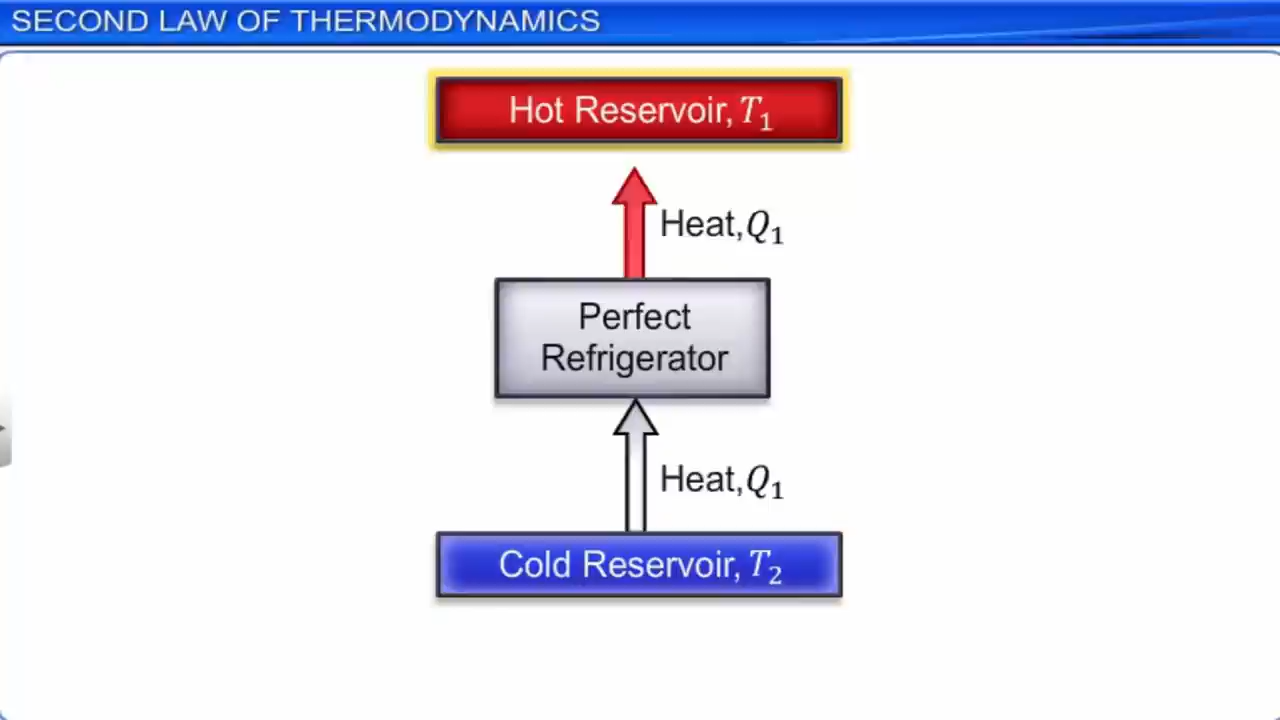 SECOND LAW OF THERMODYNAMICS
Hot Reservoir, T₁
Heat, Q₁
Perfect
Refrigerator
Heat, Q₁
Cold Reservoir, T₂